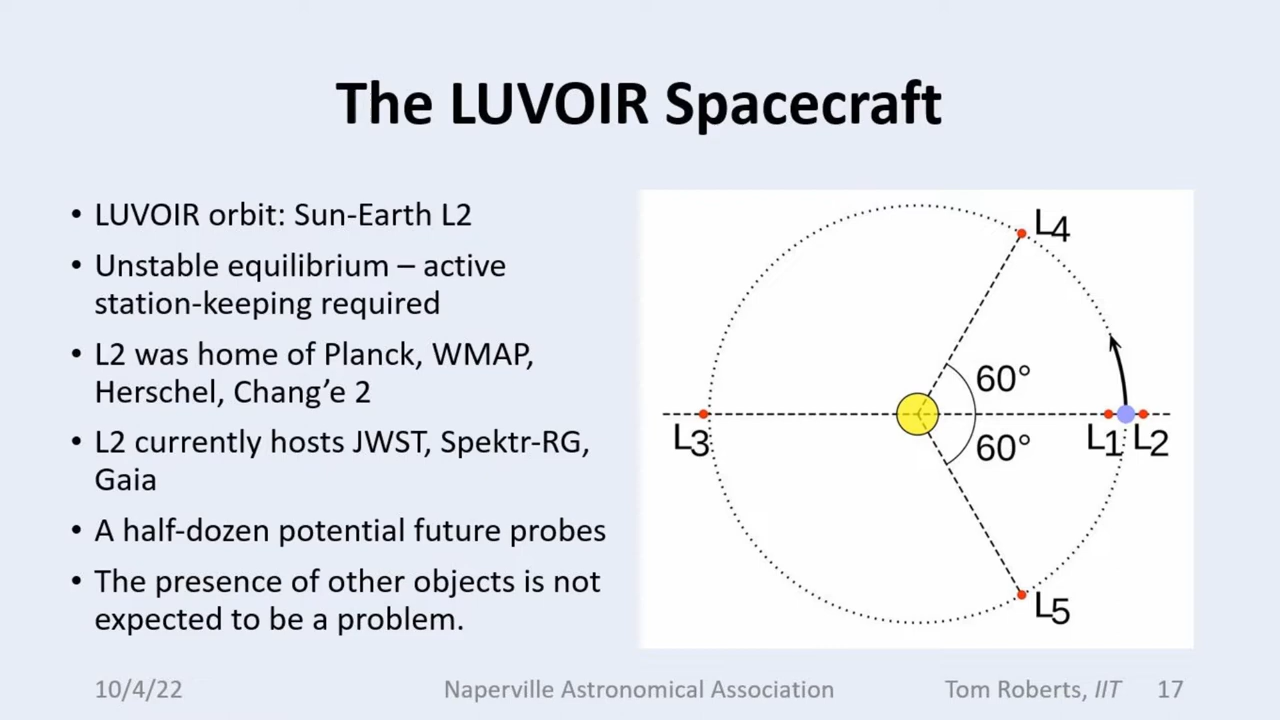 The LUVOIR Spacecraft
• LUVOIR orbit: Sun-Earth L2
• Unstable equilibrium – active
station-keeping required
• L2 was home of Planck, WMAP,
Herschel, Chang’e 2
• L2 currently hosts JWST, Spektr-RG,
Gaia
• A half-dozen potential future probes
• The presence of other objects is not
expected to be a problem.
L4
60°
60°
L3
L1
L2
L5
10/4/22
Naperville Astronomical Association
Tom Roberts, IIT
17